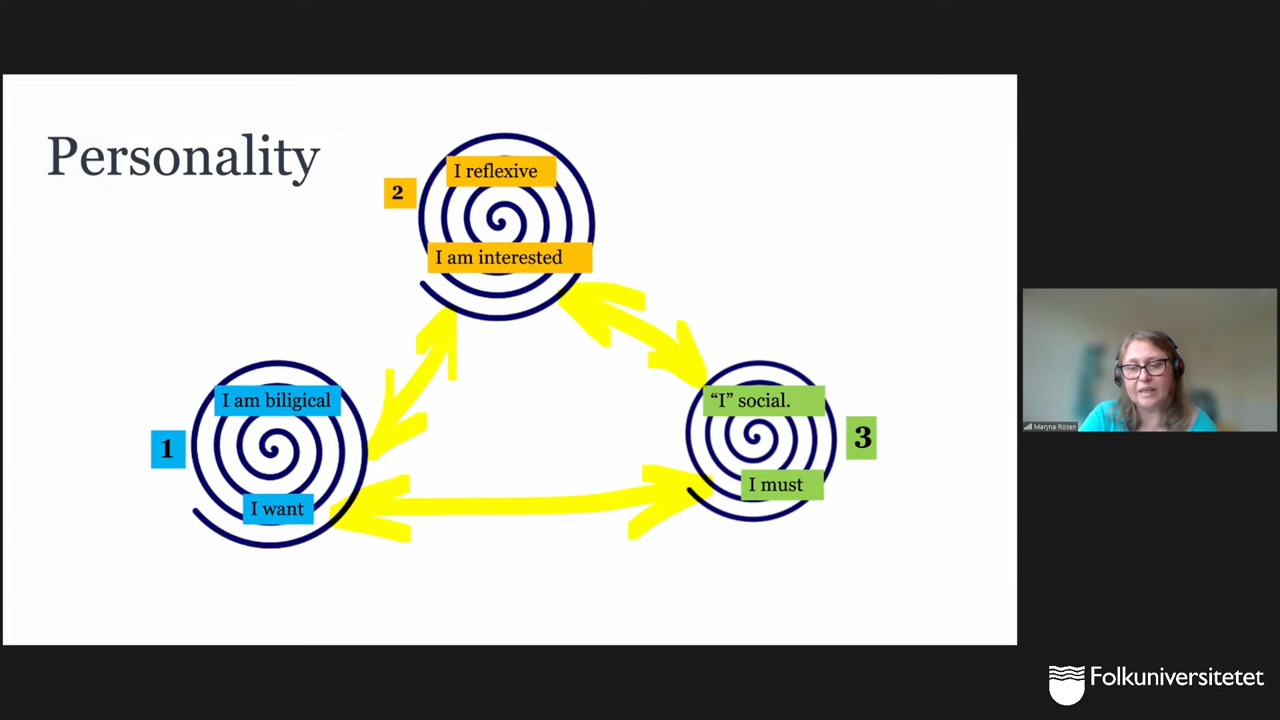 Personality
2
I reflexive
I am interested
1
I am biligical
I want
“I” social.
3
I must
Maryna Rosen
Folkuniversitetet